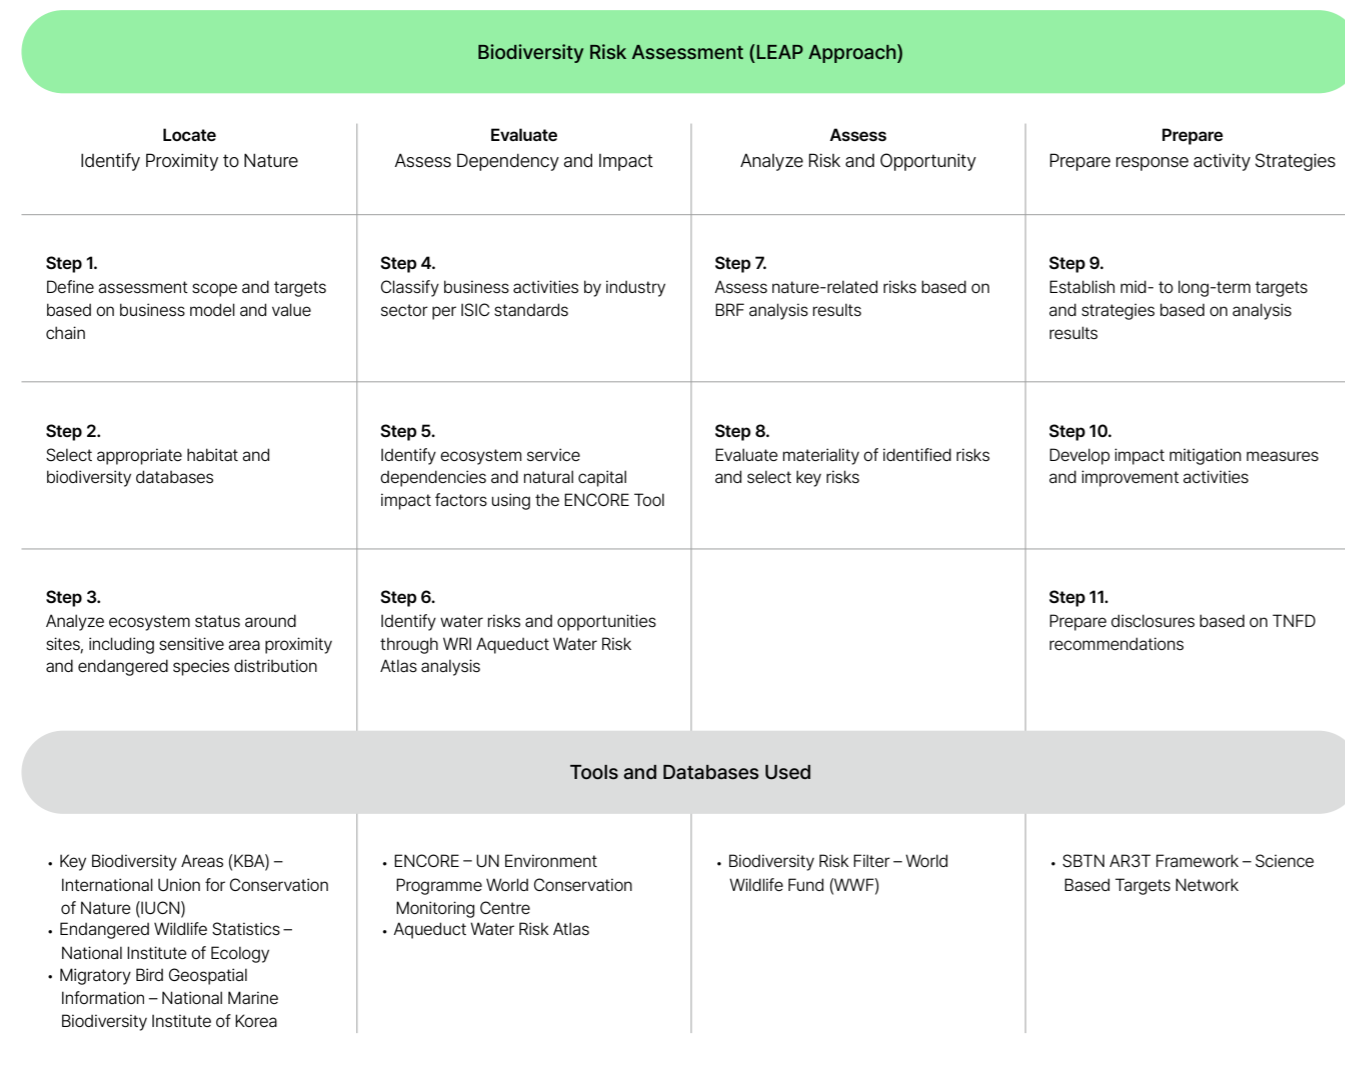 Biodiversity Risk Assessment (LEAP Approach)
Locate
Identify Proximity to Nature
Evaluate
Assess Dependency and Impact
Assess
Analyze Risk and Opportunity
Prepare
Prepare response activity Strategies
Step 1.
Define assessment scope and targets
based on business model and value
chain
Step 4.
Classify business activities by industry
sector per ISIC standards
Step 7.
Assess nature-related risks based on
BRF analysis results
Step 9.
Establish mid- to long-term targets
and strategies based on analysis
results
Step 2.
Select appropriate habitat and
biodiversity databases
Step 5.
Identify ecosystem service
dependencies and natural capital
impact factors using the ENCORE Tool
Step 8.
Evaluate materiality of identified risks
and select key risks
Step 10.
Develop impact mitigation measures
and improvement activities
Step 3.
Analyze ecosystem status around
sites, including sensitive area proximity
and endangered species distribution
Step 6.
Identify water risks and opportunities
through WRI Aqueduct Water Risk
Atlas analysis
Step 11.
Prepare disclosures based on TNFD
recommendations
Tools and Databases Used
• Key Biodiversity Areas (KBA) –
International Union for Conservation
of Nature (IUCN)
• Endangered Wildlife Statistics –
National Institute of Ecology
• Migratory Bird Geospatial
Information – National Marine
Biodiversity Institute of Korea
• ENCORE – UN Environment
Programme World Conservation
Monitoring Centre
• Aqueduct Water Risk Atlas
• Biodiversity Risk Filter – World
Wildlife Fund (WWF)
• SBTN AR3T Framework – Science
Based Targets Network